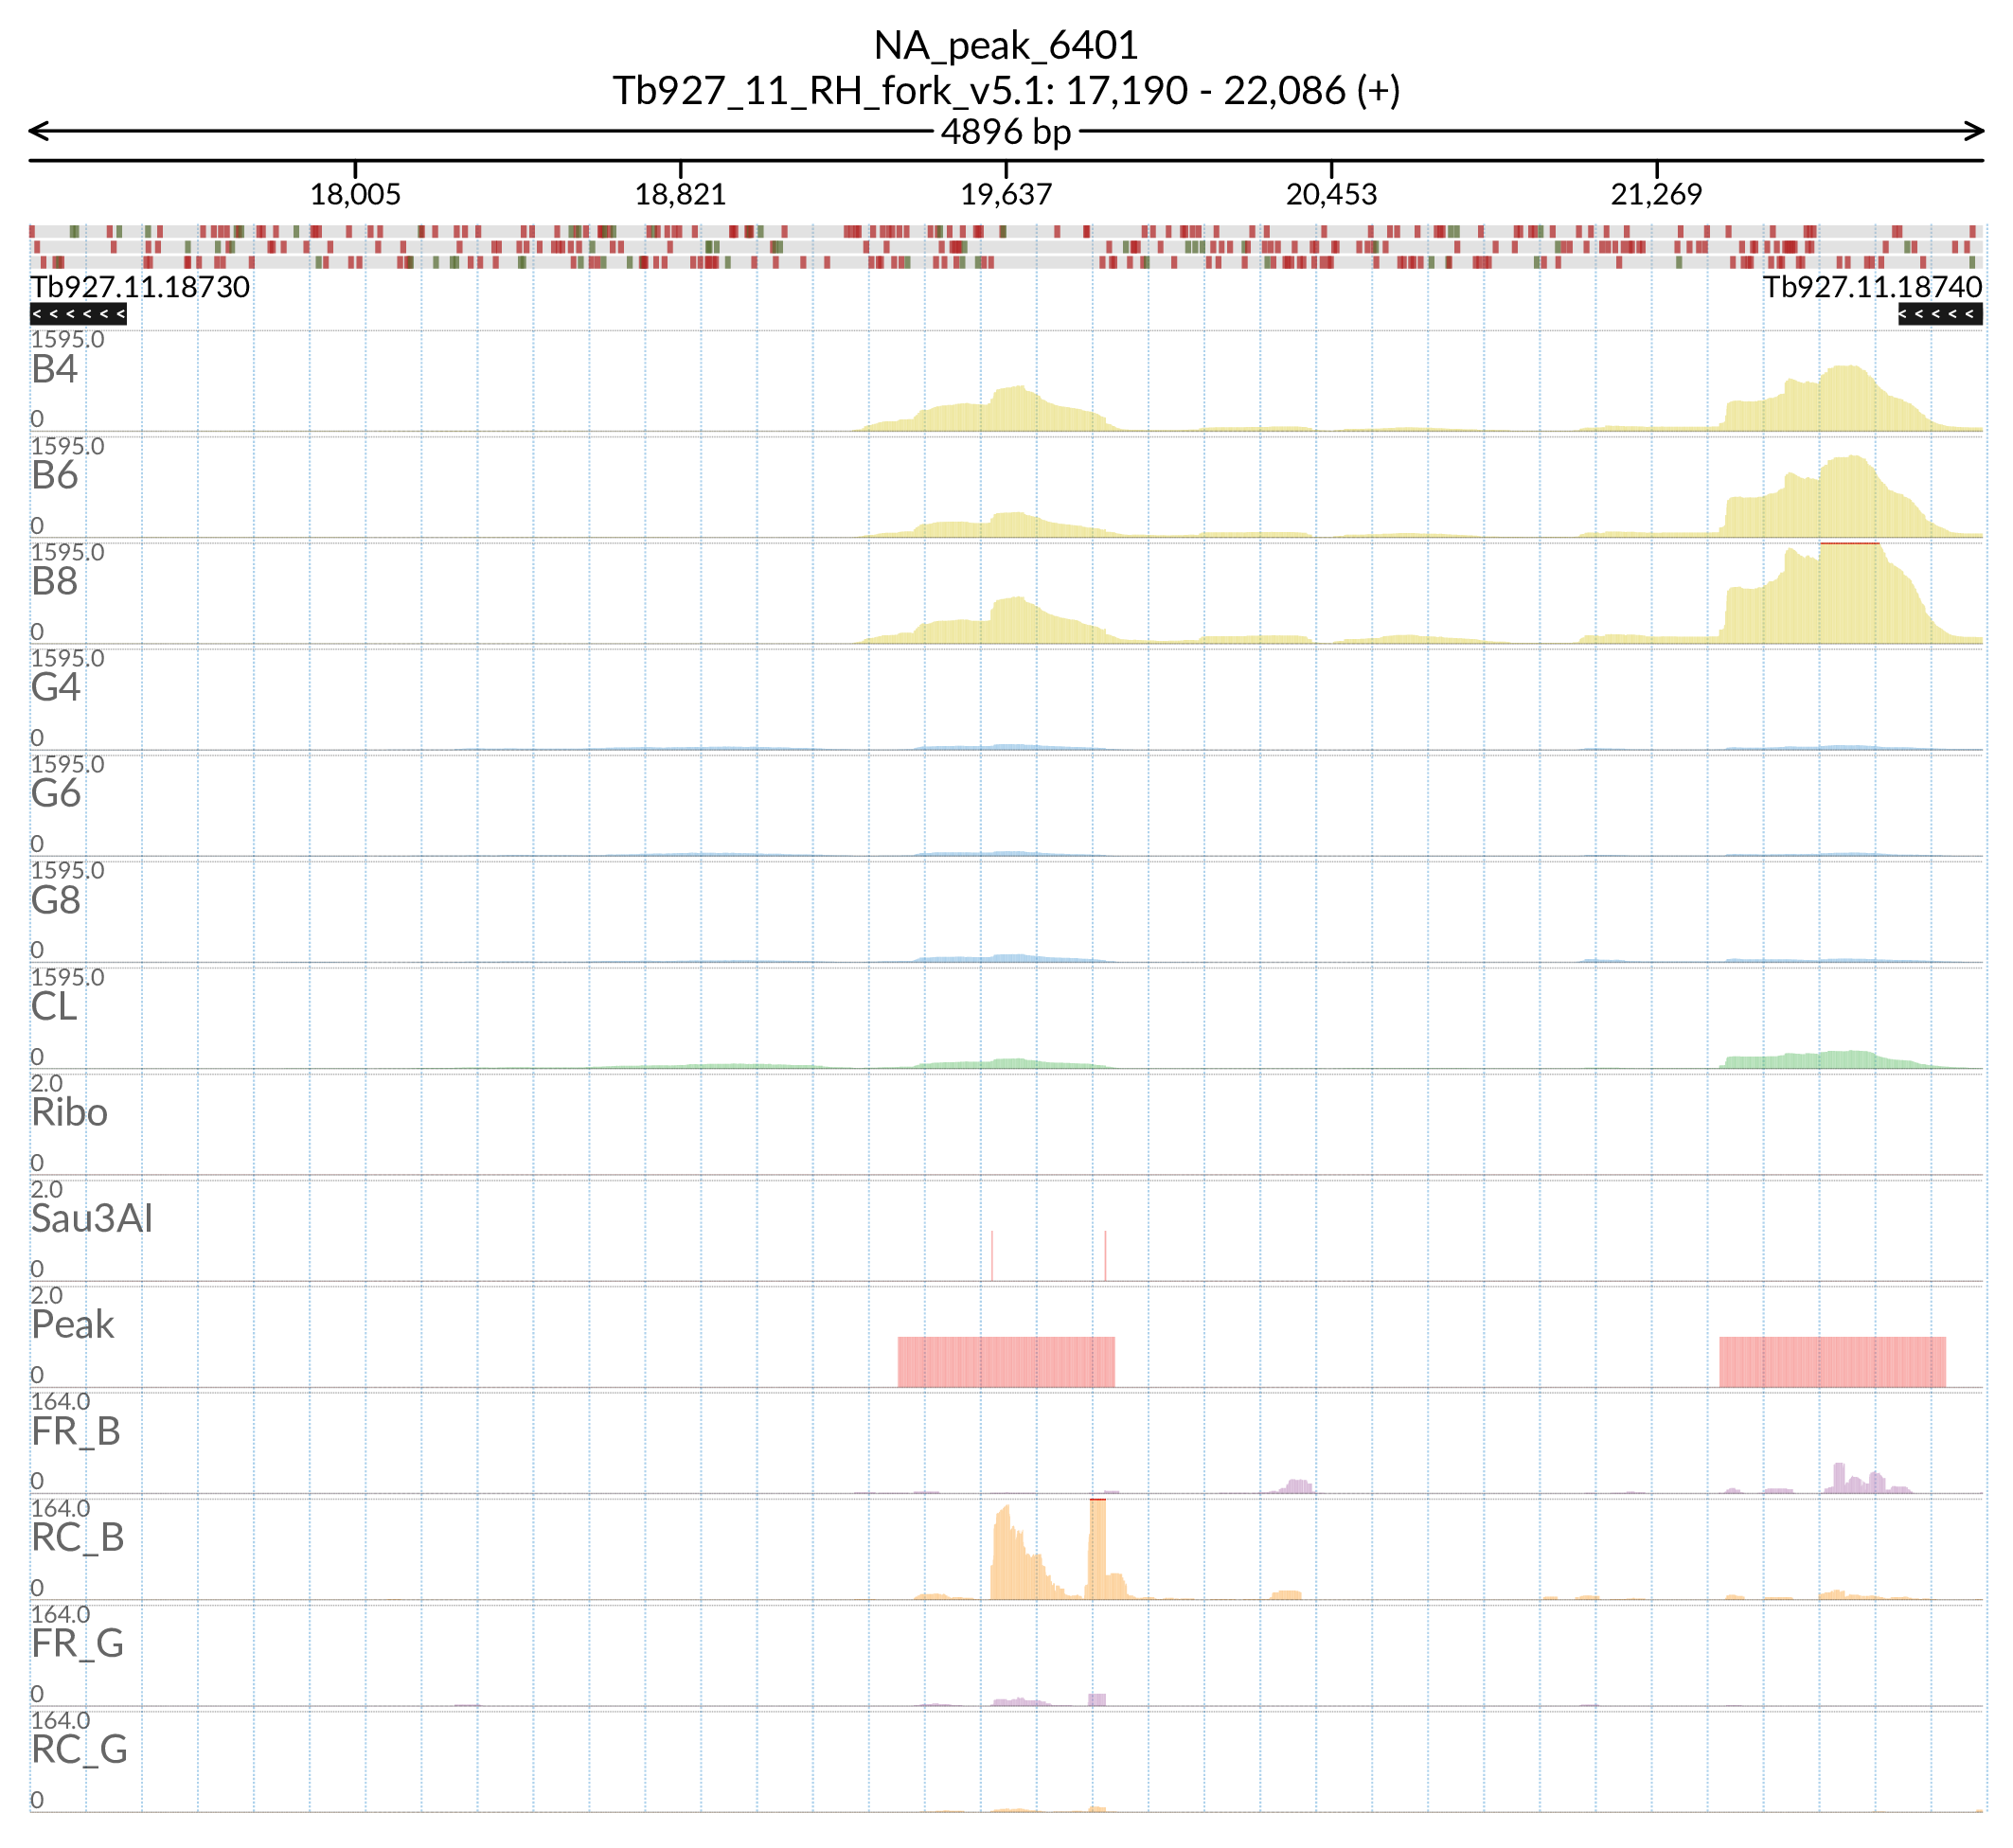 NA_peak_6401
Tb927_11_RH_fork_v5.1: 17,190 - 22,086 (+)
4896 bp
18,005 18,821 19,637 20,453 21,269
Tb927.11.18730 Tb927.11.18740
< < < < < < < < < < <
1595.0
B4
0
1595.0
B6
0
1595.0
B8
0
1595.0
G4
0
1595.0
G6
0
1595.0
G8
0
1595.0
CL
0
2.0
Ribo
0
2.0
Sau3AI
0
2.0
Peak
0
164.0
FR_B
0
164.0
RC_B
0
164.0
FR_G
0
164.0
RC_G
0